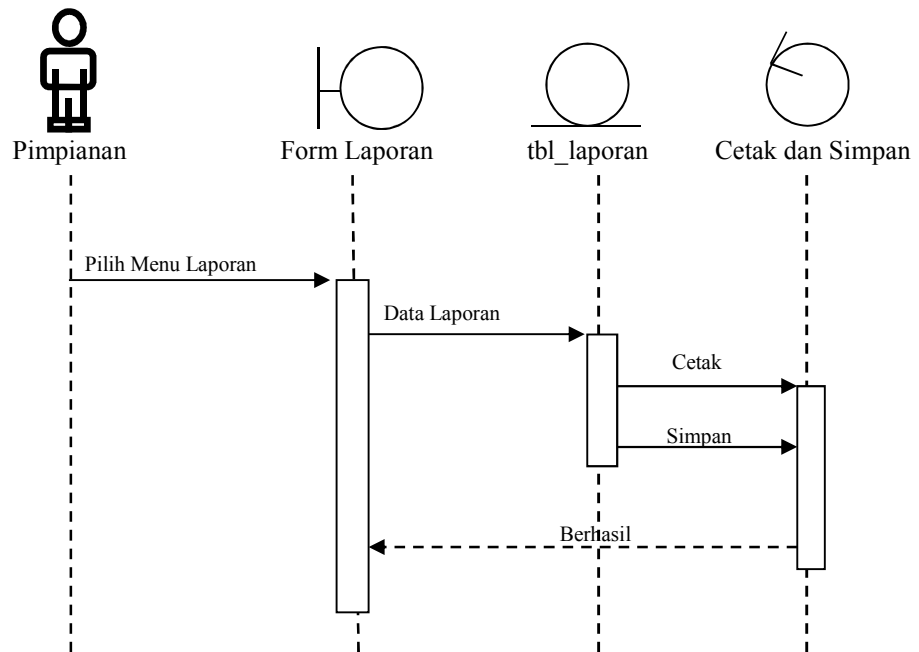 Pimpianan
Form Laporan
tbl_laporan
Cetak dan Simpan
Pilih Menu Laporan
Data Laporan
Cetak
Simpan
Berhasil